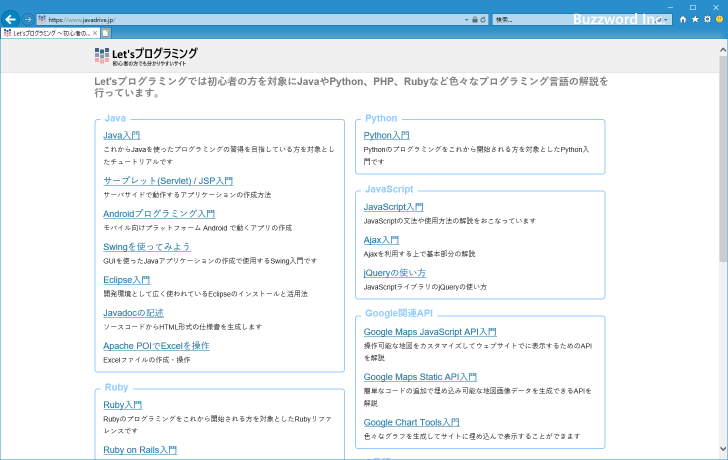 Buzzword Inc.
https://www.javadrive.jp/
検索...
Let'sプログラミング ～初心者の...
Let'sプログラミング
初心者の方でも分かりやすいサイト
Let'sプログラミングでは初心者の方を対象にJavaやPython、PHP、Rubyなど色々なプログラミング言語の解説を
行っています。
Java
Java入門
これからJavaを使ったプログラミングの習得を目指している方を対象とし
たチュートリアルです
サーブレット(Servlet) / JSP入門
サーバサイドで動作するアプリケーションの作成方法
Androidプログラミング入門
モバイル向けプラットフォーム Android で動くアプリの作成
Swingを使ってみよう
GUIを使ったJavaアプリケーションの作成で使用するSwing入門です
Eclipse入門
開発環境として広く使われているEclipseのインストールと活用法
Javadocの記述
ソースコードからHTML形式の仕様書を生成します
Apache POIでExcelを操作
Excelファイルの作成・操作
Ruby
Ruby入門
Rubyのプログラミングをこれから開始される方を対象としたRubyリファ
レンスです
Ruby on Rails入門
Python
Python入門
Pythonのプログラミングをこれから開始される方を対象としたPython入
門です
JavaScript
JavaScript入門
JavaScriptの文法や使用方法の解説をおこなっています
Ajax入門
Ajaxを利用する上で基本部分の解説
jQueryの使い方
JavaScriptライブラリのjQueryの使い方
Google関連API
Google Maps JavaScript API入門
操作可能な地図をカスタマイズしてウェブサイトでに表示するためのAPI
を解説
Google Maps Static API入門
簡単なコードの追加で埋め込み可能な地図画像データを生成できるAPIを
解説
Google Chart Tools入門
色々なグラフを生成してサイトに埋め込んで表示することができます